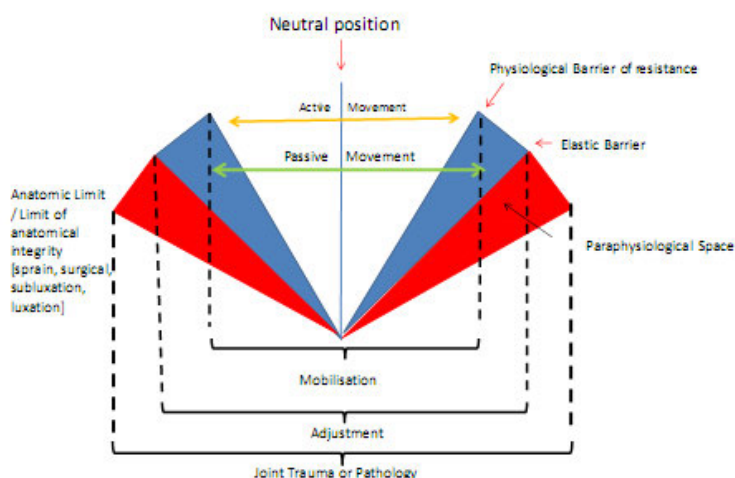 Neutral position
Physiological Barrier of resistance
Active Movement
Elastic Barrier
Passive Movement
Anatomic Limit
/ Limit of
anatomical
integrity
[sprain, surgical,
subluxation,
luxation]
Paraphysiological Space
Mobilisation
Adjustment
Joint Trauma or Pathology